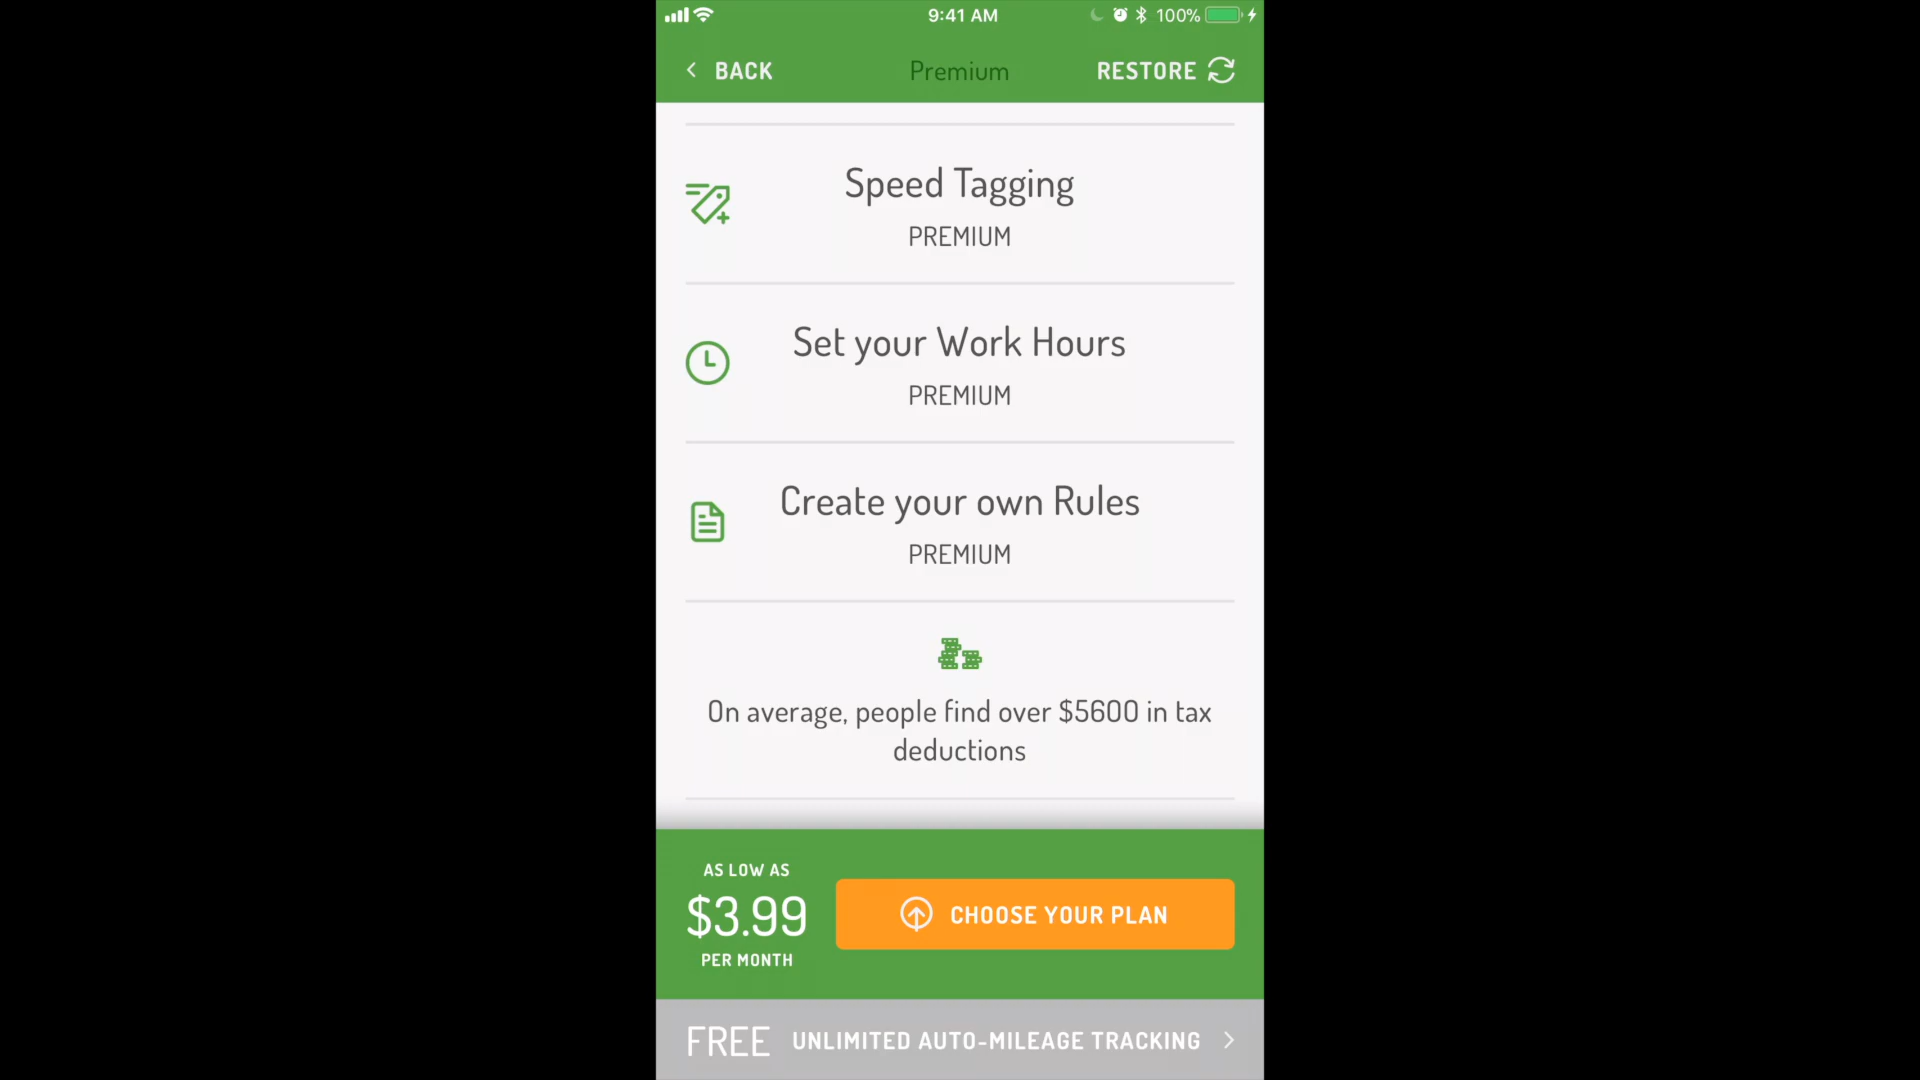 9:41 AM
100%
BACK
Premium
RESTORE
Speed Tagging
PREMIUM
Set your Work Hours
PREMIUM
Create your own Rules
PREMIUM
On average, people find over $5600 in tax
deductions
AS LOW AS
$3.99
PER MONTH
CHOOSE YOUR PLAN
FREE UNLIMITED AUTO-MILEAGE TRACKING